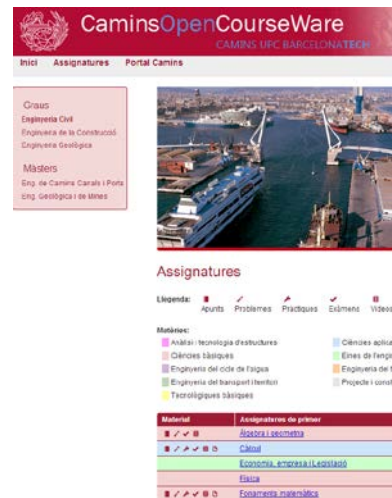 CaminsOpenCourseWare
CAMINS UPC BARCELONATECH
Inici Assignatures Portal Camins
Graus
Enginyeria Civil
Enginyeria de la Construcció
Enginyeria Geològica
Màsters
Eng. de Camins Canals i Ports
Eng. Geològica i de Mines
Assignatures
Llegenda: Apunts Problemes Pràctiques Exàmens Videos
Matèries:
Anàlisi i tecnologia d'estructures
Ciències aplica
Ciències bàsiques
Eines de l'engin
Enginyeria del cicle de l'aigua
Enginyeria del t
Enginyeria del transport i territori
Projecte i const
Tecnològiques bàsiques
Material Assignatures de primer
Àlgebra i geometria
Càlcul
Economia, empresa i Legislació
Física
Fonaments matemàtics